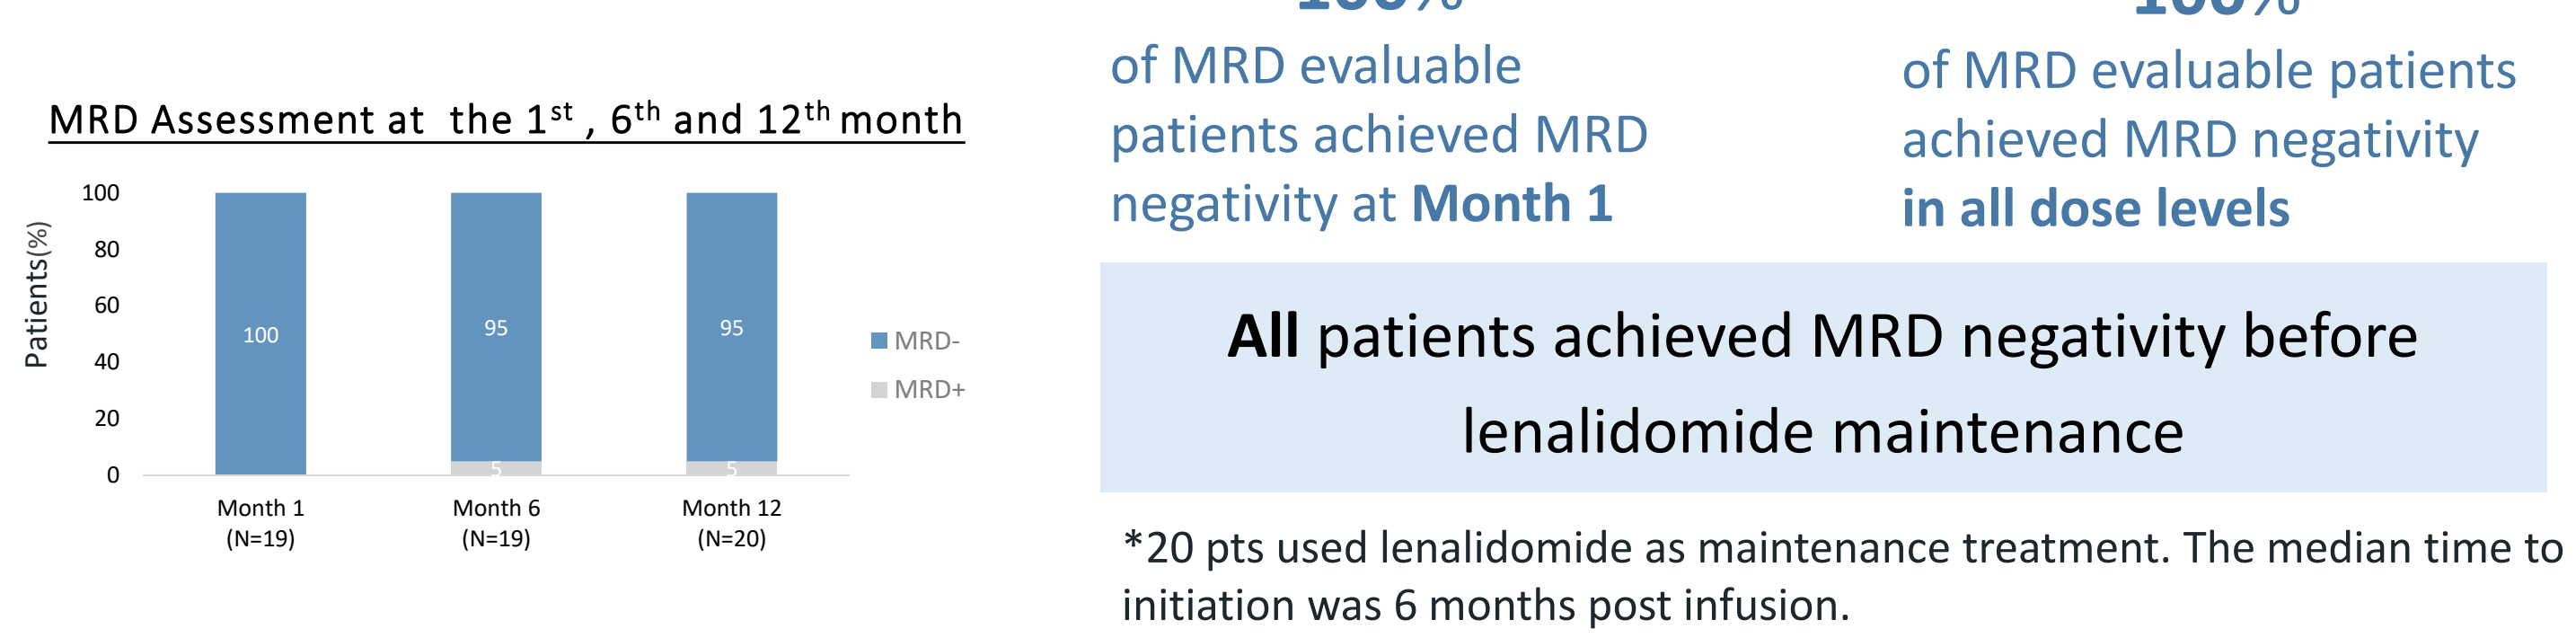 MRD Assessment at the 1st , 6th and 12th month
Patients(%)
100
80
60
40
20
0
100
95
95
5
5
Month 1
(N=19)
Month 6
(N=19)
Month 12
(N=20)
MRD-
MRD+
100%
of MRD evaluable
patients achieved MRD
negativity at Month 1
100%
of MRD evaluable patients
achieved MRD negativity
in all dose levels
All patients achieved MRD negativity before
lenalidomide maintenance
*20 pts used lenalidomide as maintenance treatment. The median time to
initiation was 6 months post infusion.